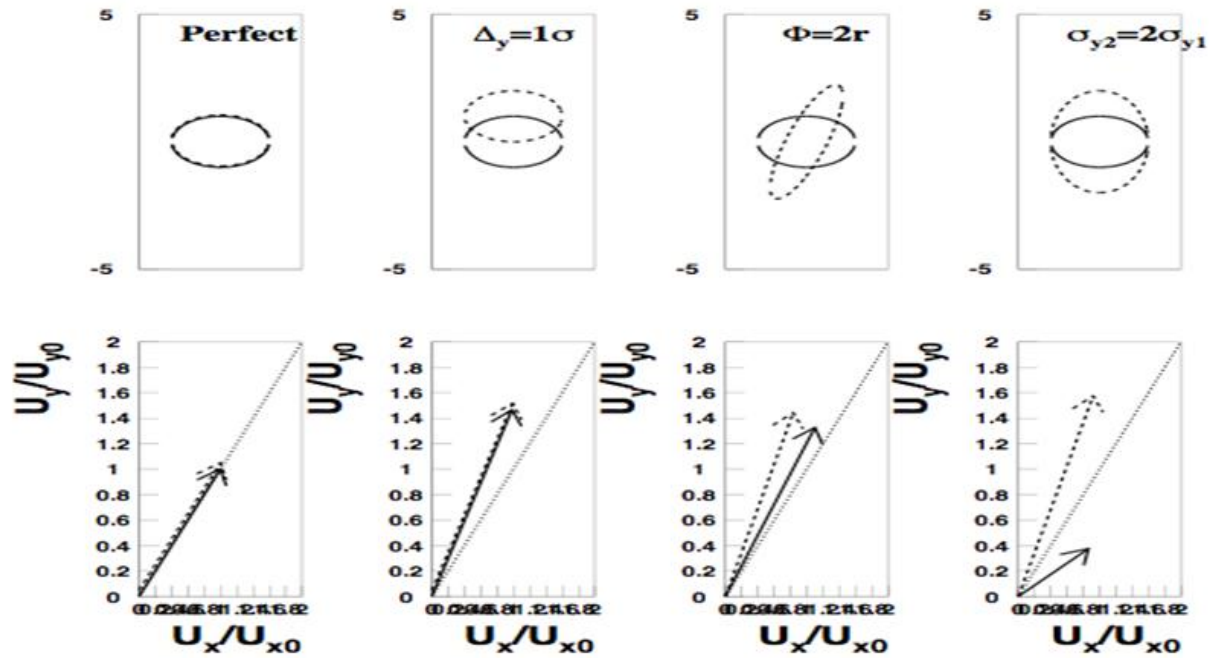 5 5 5 5
Perfect Δy=1σ Φ=2r σy2=2σy1
-5 -5 -5 -5
Uy/Uy0 Uy/Uy0 Uy/Uy0 Uy/Uy0
2 2 2 2
1.8 1.8 1.8 1.8
1.6 1.6 1.6 1.6
1.4 1.4 1.4 1.4
1.2 1.2 1.2 1.2
1 1 1 1
0.8 0.8 0.8 0.8
0.6 0.6 0.6 0.6
0.4 0.4 0.4 0.4
0.2 0.2 0.2 0.2
0 0 0 0
Ux/Ux0 Ux/Ux0 Ux/Ux0 Ux/Ux0